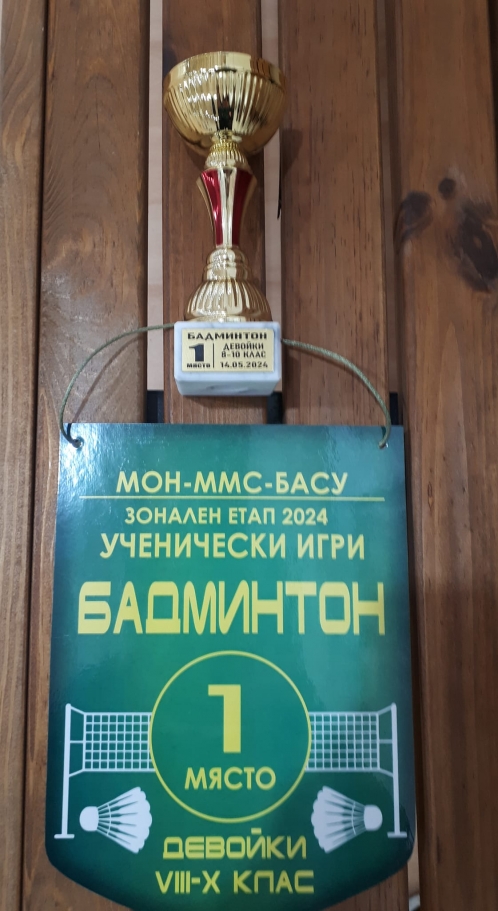 БАДМИНТОН
1
МЯСТО
ДЕВОЙКИ
8-10 КЛАС
14.05.2024
МОН-ММС-БАСУ
ЗОНАЛЕН ЕТАП 2024
УЧЕНИЧЕСКИ ИГРИ
БАДМИНТОН
1
МЯСТО
ДЕВОЙКИ
VIII-X КЛАС